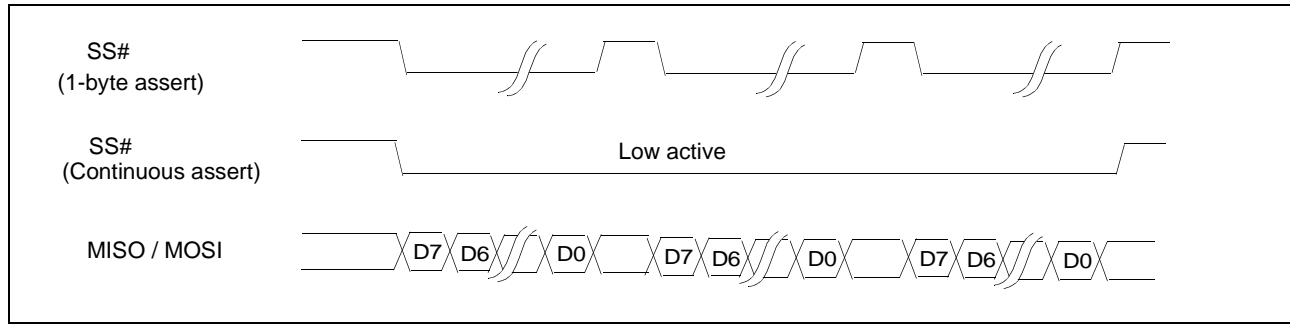 SS#
(1-byte assert)
SS#
(Continuous assert)
Low active
MISO / MOSI
D7 D6 D0 D7 D6 D0 D7 D6 D0